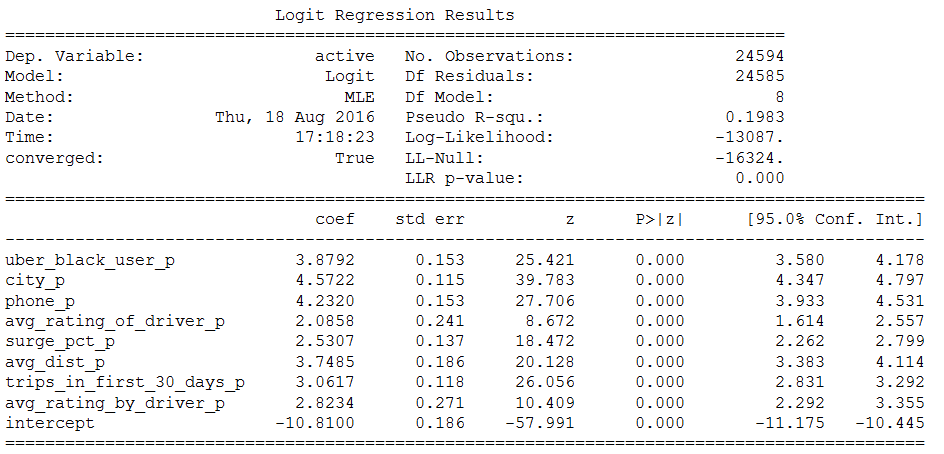 Logit Regression Results
==============================================================================
Dep. Variable: active No. Observations: 24594
Model: Logit Df Residuals: 24585
Method: MLE Df Model: 8
Date: Thu, 18 Aug 2016 Pseudo R-squ.: 0.1983
Time: 17:18:23 Log-Likelihood: -13087.
converged: True LL-Null: -16324.
LLR p-value: 0.000
============================================================================================
coef std err z P>|z| [95.0% Conf. Int.]
--------------------------------------------------------------------------------------------
uber_black_user_p 3.8792 0.153 25.421 0.000 3.580 4.178
city_p 4.5722 0.115 39.783 0.000 4.347 4.797
phone_p 4.2320 0.153 27.706 0.000 3.933 4.531
avg_rating_of_driver_p 2.0858 0.241 8.672 0.000 1.614 2.557
surge_pct_p 2.5307 0.137 18.472 0.000 2.262 2.799
avg_dist_p 3.7485 0.186 20.128 0.000 3.383 4.114
trips_in_first_30_days_p 3.0617 0.118 26.056 0.000 2.831 3.292
avg_rating_by_driver_p 2.8234 0.271 10.409 0.000 2.292 3.355
intercept -10.8100 0.186 -57.991 0.000 -11.175 -10.445
============================================================================================